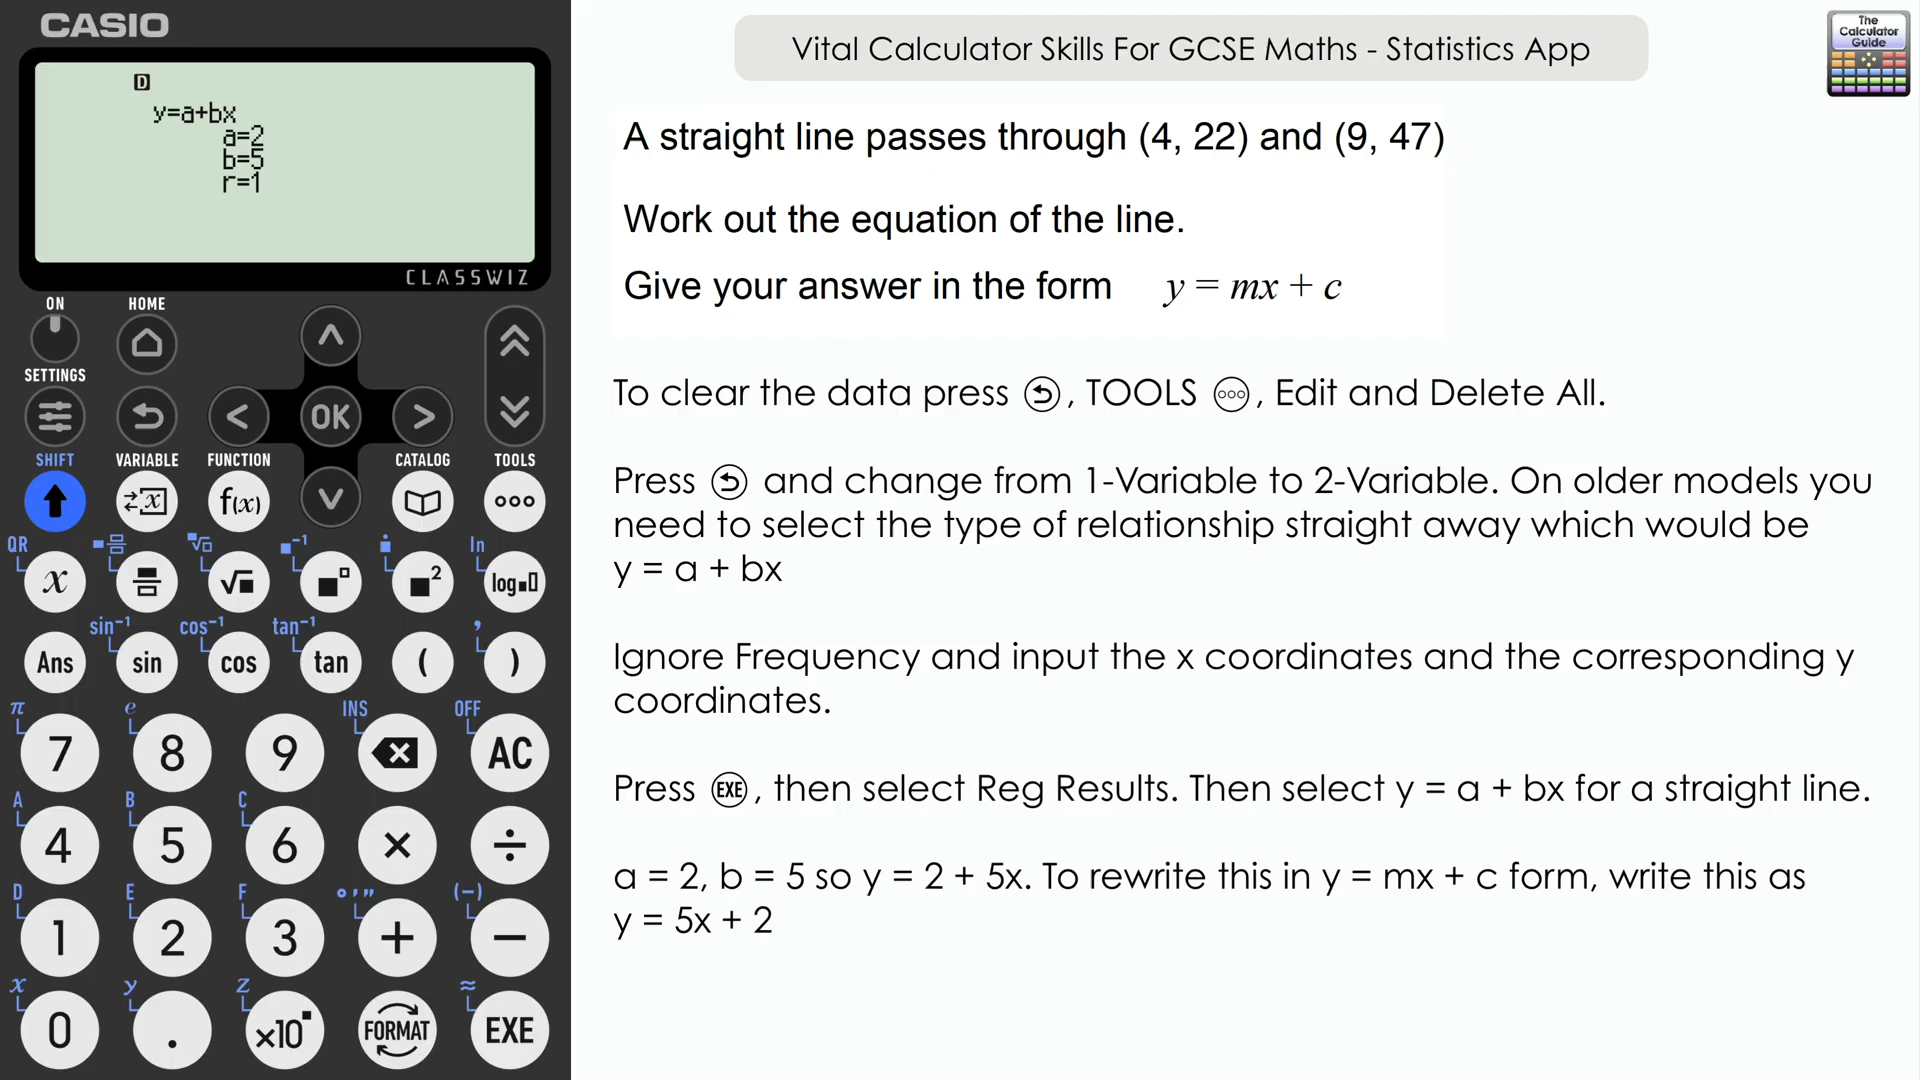 CASIO
D
y=a+bx
a=2
b=5
r=1
CLASSWIZ
ON
HOME
SETTINGS
OK
SHIFT
VARIABLE
FUNCTION
CATALOG
TOOLS
x
f(x)
QR
■⁻¹
ln
x
√■
■²
log
sin⁻¹
cos⁻¹
tan⁻¹
,
Ans
sin
cos
tan
(
)
π
e
INS
OFF
7
8
9
AC
A
B
C
4
5
6
×
÷
D
E
F
° ' "
(−)
1
2
3
+
−
x
y
z
≈
0
.
×10
FORMAT
EXE
Vital Calculator Skills For GCSE Maths - Statistics App
The
Calculator
Guide
A straight line passes through (4, 22) and (9, 47)
Work out the equation of the line.
Give your answer in the form y = mx + c
To clear the data press ⮌, TOOLS ooo, Edit and Delete All.
Press ⮌ and change from 1-Variable to 2-Variable. On older models you
need to select the type of relationship straight away which would be
y = a + bx
Ignore Frequency and input the x coordinates and the corresponding y
coordinates.
Press EXE, then select Reg Results. Then select y = a + bx for a straight line.
a = 2, b = 5 so y = 2 + 5x. To rewrite this in y = mx + c form, write this as
y = 5x + 2